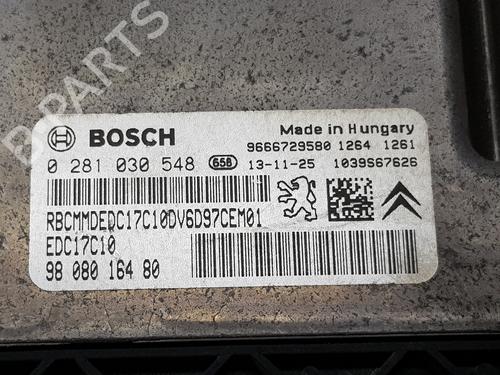 B PARTS
BOSCH
Made in Hungary
9666729580 1264 1261
0 281 030 548 658 13-11-25 1039S67626
RBCMMDEDC17C10DV6D97CEM01
EDC17C10
98 080 164 80